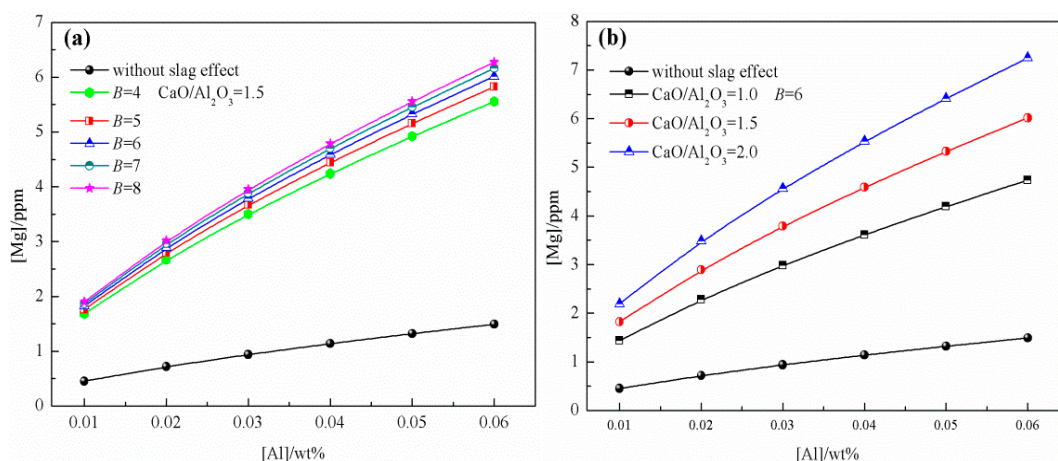 (a)
without slag effect
B=4 CaO/Al₂O₃=1.5
B=5
B=6
B=7
B=8
[Mg]/ppm
7
6
5
4
3
2
1
0
0.01 0.02 0.03 0.04 0.05 0.06
[Al]/wt%
(b)
without slag effect
CaO/Al₂O₃=1.0 B=6
CaO/Al₂O₃=1.5
CaO/Al₂O₃=2.0
[Mg]/ppm
8
7
6
5
4
3
2
1
0
0.01 0.02 0.03 0.04 0.05 0.06
[Al]/wt%